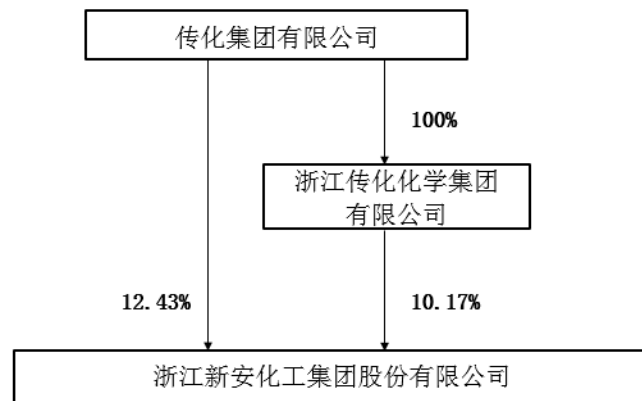 传化集团有限公司
100%
浙江传化化学集团
有限公司
12.43%
10.17%
浙江新安化工集团股份有限公司